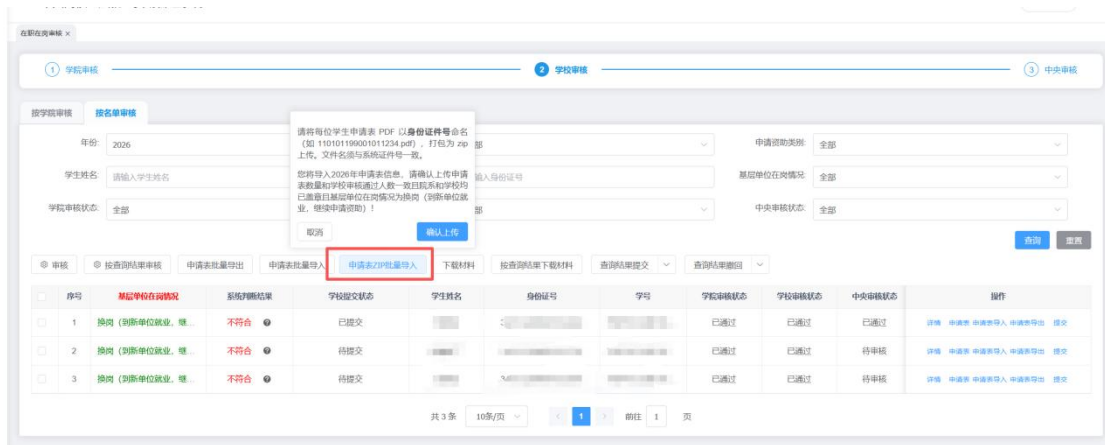 在职在岗审核 ×
1 学院审核
2 学校审核
3 中央审核
按学院审核 按名单审核
请将每位学生申请表 PDF 以身份证件号命名
(如 110101199001011234.pdf)，打包为 zip
上传。文件名须与系统证件号一致。
您将导入2026年申请表信息，请确认上传申请
表数量和学校审核通过人数一致且院系和学校均
已盖章且基层单位在岗情况为换岗（到新单位就
业，继续申请资助）！
取消 确认上传
年份: 2026 部 申请资助类别: 全部
学生姓名: 请输入学生姓名 输入身份证号 基层单位在岗情况: 全部
学院审核状态: 全部 部 中央审核状态: 全部
查询 重置
审核 按查询结果审核 申请表批量导出 申请表批量导入 申请表ZIP批量导入 下载材料 按查询结果下载材料 查询结果提交 查询结果撤回
序号 基层单位在岗情况 系统判断结果 学校提交状态 学生姓名 身份证号 学号 学院审核状态 学校审核状态 中央审核状态 操作
1 换岗（到新单位就业，继... 不符合 已提交 已通过 已通过 已通过 详情 申请表 申请表导入 申请表导出 提交
2 换岗（到新单位就业，继... 不符合 待提交 已通过 已通过 待审核 详情 申请表 申请表导入 申请表导出 提交
3 换岗（到新单位就业，继... 不符合 待提交 已通过 已通过 待审核 详情 申请表 申请表导入 申请表导出 提交
共 3 条 10条/页 < 1 > 前往 1 页